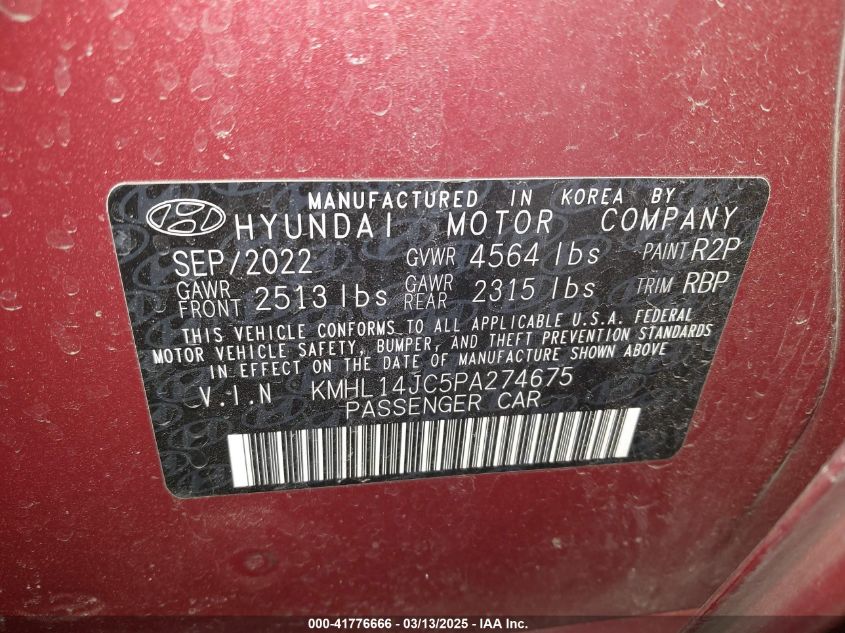 MANUFACTURED IN KOREA BY
HYUNDAI MOTOR COMPANY
SEP/2022 GVWR 4564 lbs PAINT R2P
GAWR FRONT 2513 lbs GAWR REAR 2315 lbs TRIM RBP
THIS VEHICLE CONFORMS TO ALL APPLICABLE U.S.A. FEDERAL
MOTOR VEHICLE SAFETY, BUMPER, AND THEFT PREVENTION STANDARDS
IN EFFECT ON THE DATE OF MANUFACTURE SHOWN ABOVE
V.I.N KMHL14JC5PA274675
PASSENGER CAR
000-41776666 - 03/13/2025 - IAA Inc.